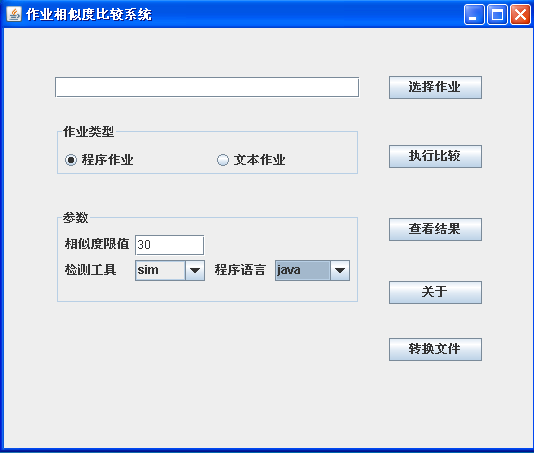 作业相似度比较系统
选择作业
作业类型
程序作业 文本作业
执行比较
参数
相似度限值 30
查看结果
检测工具 sim 程序语言 java
关于
转换文件